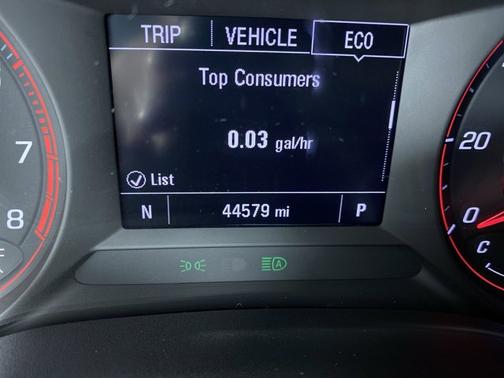 TRIP VEHICLE ECO
Top Consumers
0.03 gal/hr
List
N 44579 mi P
7
8
F
20
0
C
A